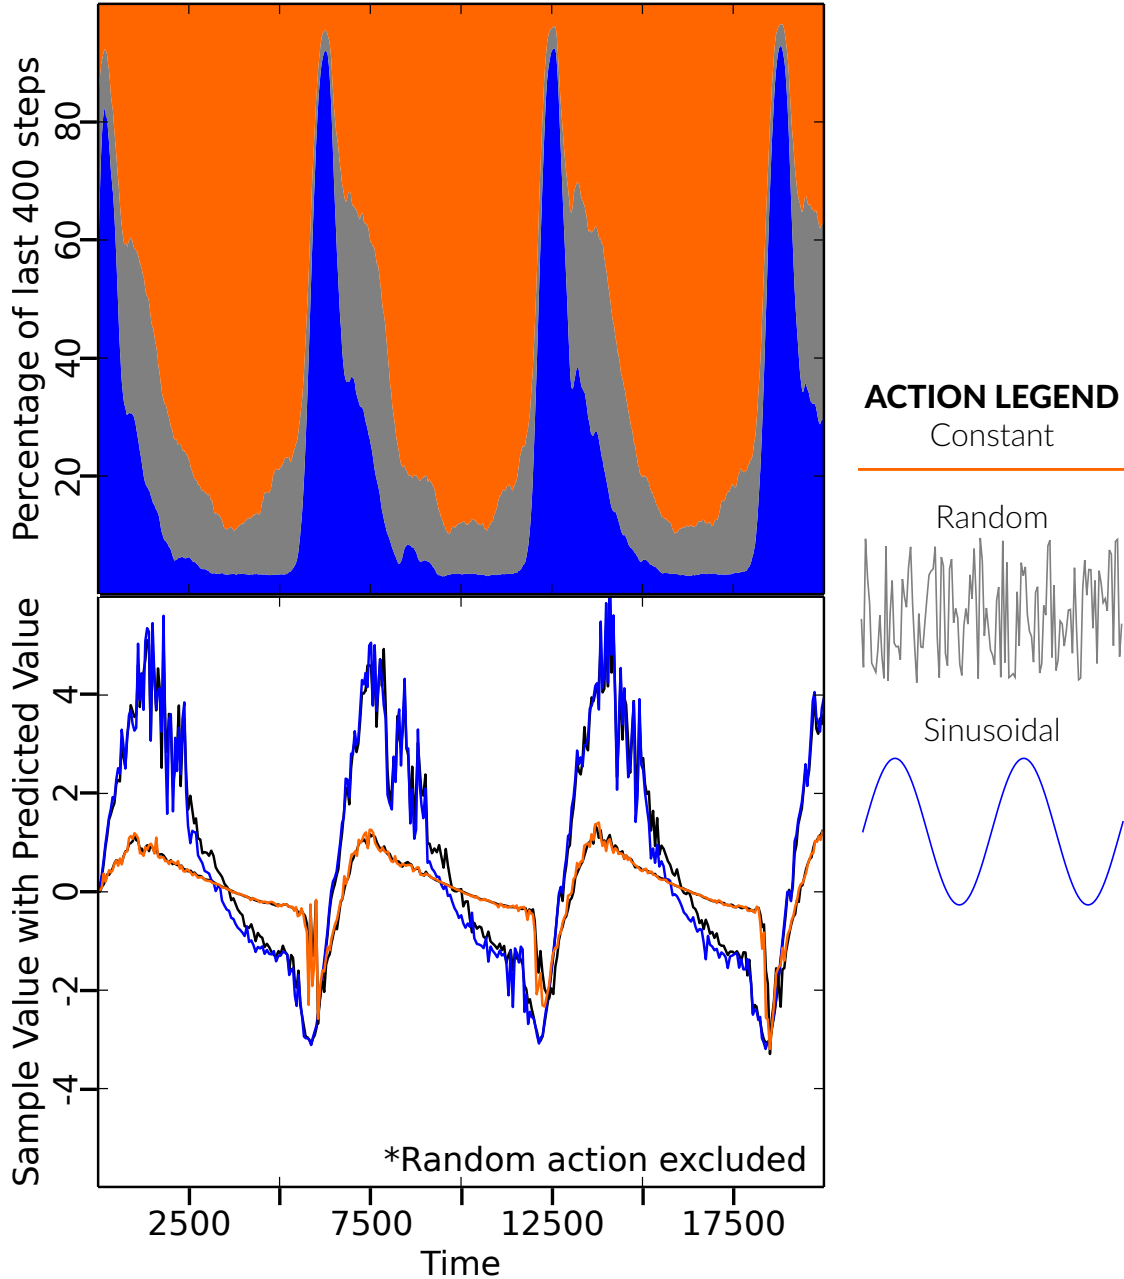 Percentage of last 400 steps
80
60
40
20
Sample Value with Predicted Value
4
2
0
-2
-4
*Random action excluded
2500
7500
12500
17500
Time
ACTION LEGEND
Constant
Random
Sinusoidal